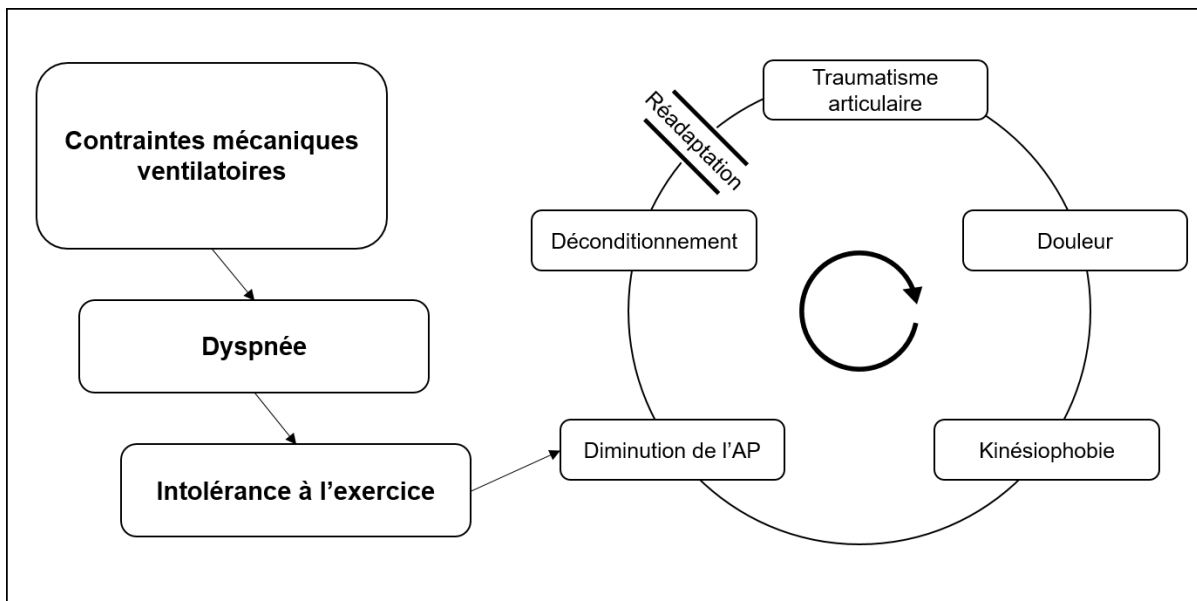 Contraintes mécaniques
ventilatoires
Dyspnée
Intolérance à l’exercice
Traumatisme
articulaire
Réadaptation
Déconditionnement
Douleur
Diminution de l’AP
Kinésiophobie